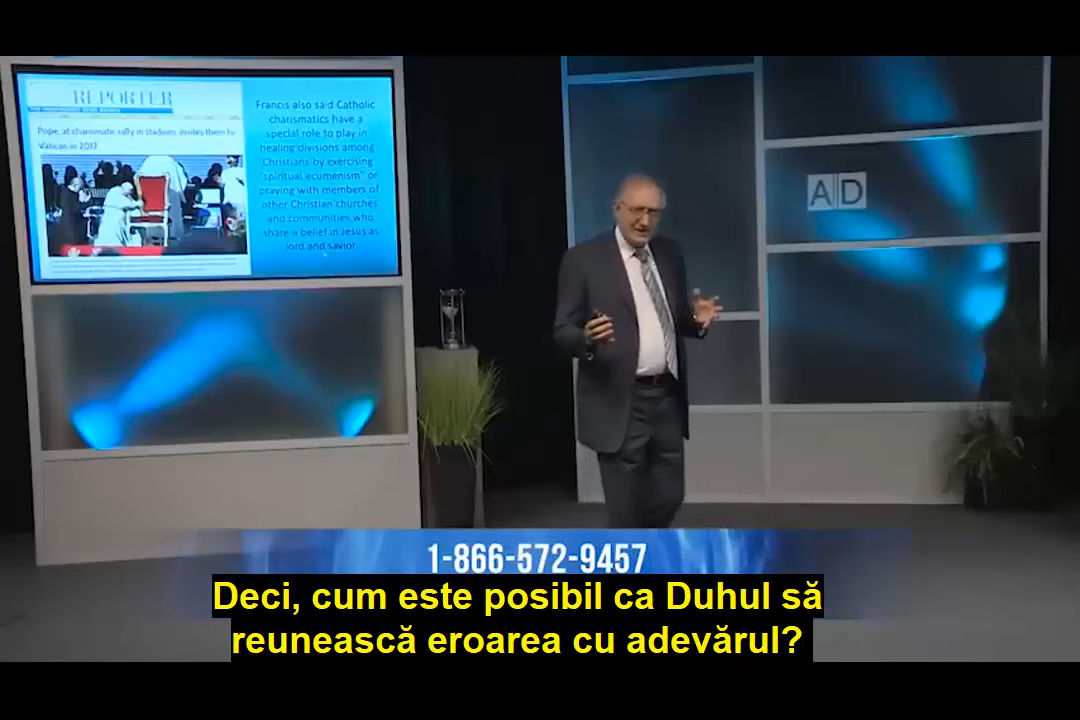 REPORTER
Pope, at charismatic rally in stadium, invites them to
Vatican in 2017
Francis also said Catholic
charismatics have a
special role to play in
healing divisions among
Christians by exercising
"spiritual ecumenism" or
praying with members of
other Christian churches
and communities who
share a belief in Jesus as
lord and savior.
A|D
1-866-572-9457
Deci, cum este posibil ca Duhul să
reunească eroarea cu adevărul?